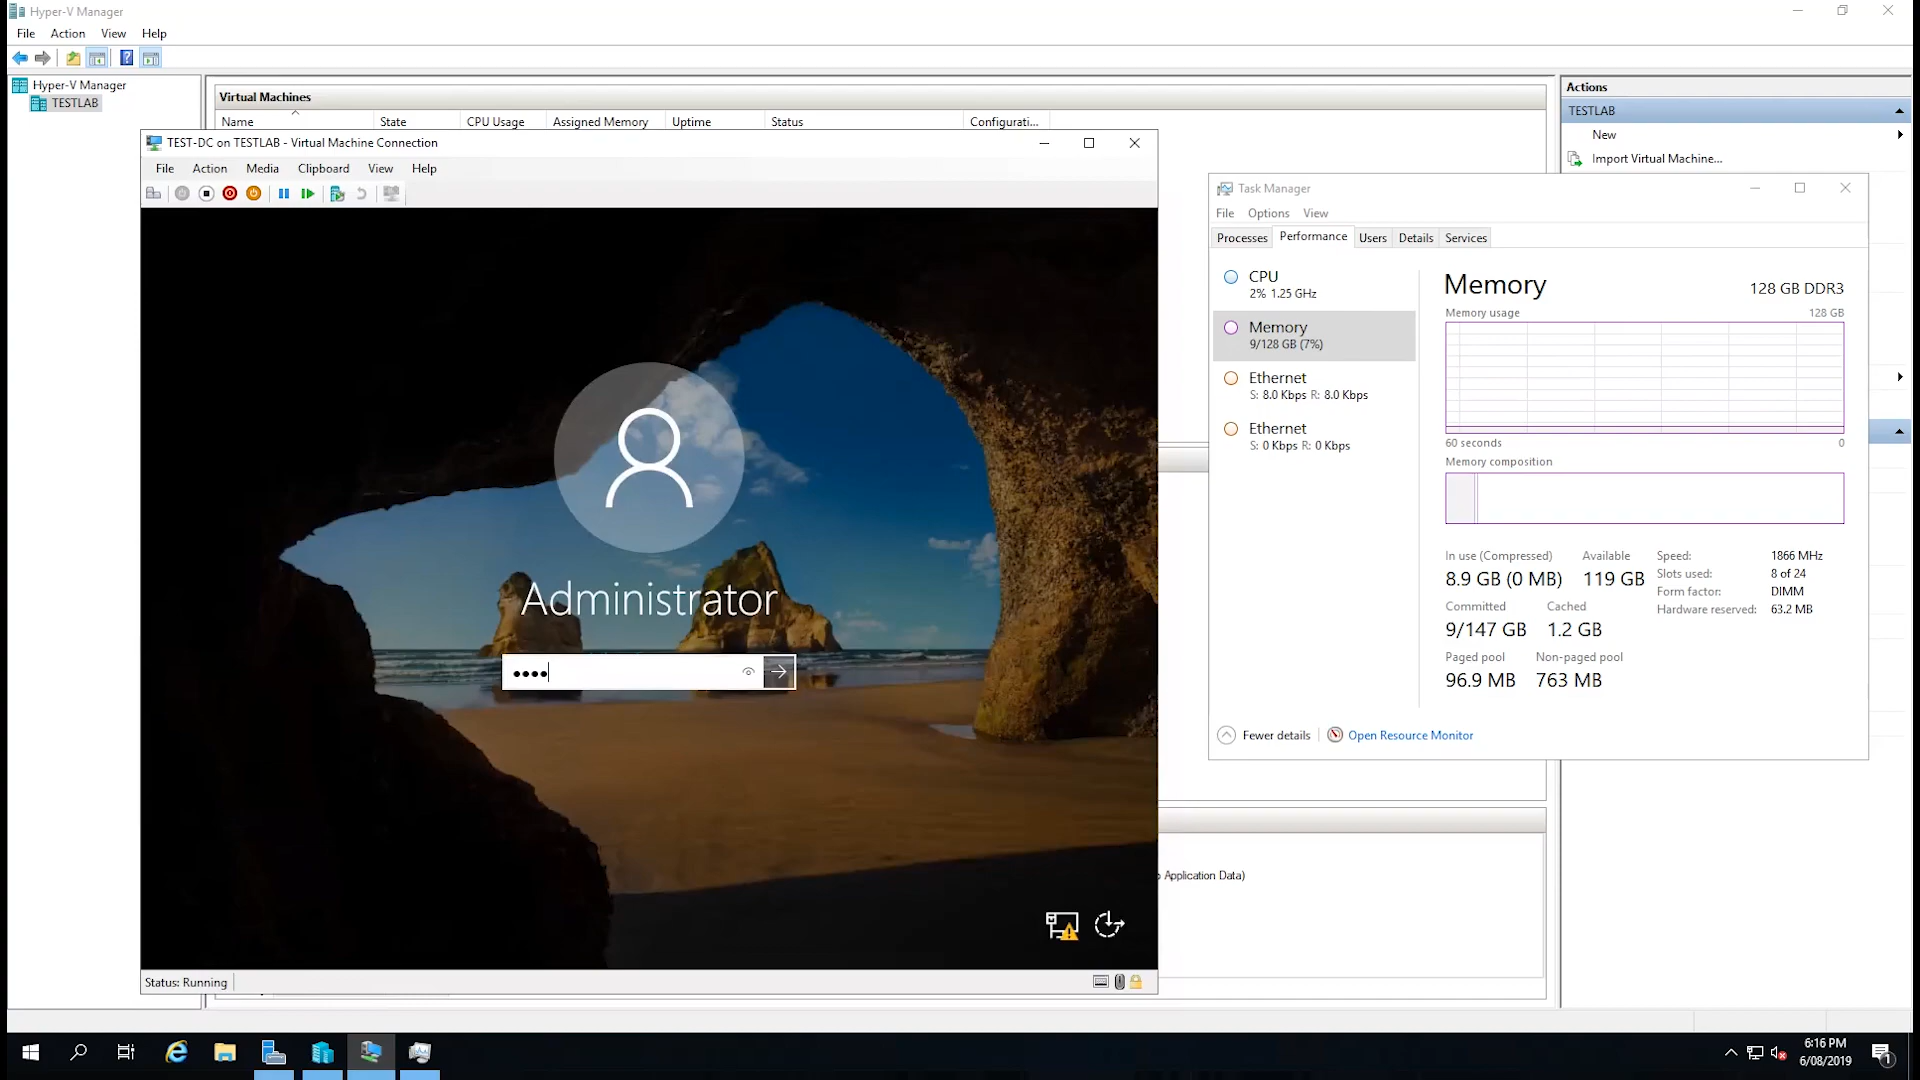 Hyper-V Manager
File Action View Help
Hyper-V Manager
TESTLAB
Virtual Machines
Name State CPU Usage Assigned Memory Uptime Status Configurati...
Actions
TESTLAB
New
Import Virtual Machine...
TEST-DC on TESTLAB - Virtual Machine Connection
File Action Media Clipboard View Help
Administrator
Status: Running
Task Manager
File Options View
Processes Performance Users Details Services
CPU
2% 1.25 GHz
Memory
9/128 GB (7%)
Ethernet
S: 8.0 Kbps R: 8.0 Kbps
Ethernet
S: 0 Kbps R: 0 Kbps
Memory 128 GB DDR3
Memory usage 128 GB
60 seconds 0
Memory composition
In use (Compressed) Available
8.9 GB (0 MB) 119 GB
Committed Cached
9/147 GB 1.2 GB
Paged pool Non-paged pool
96.9 MB 763 MB
Speed: 1866 MHz
Slots used: 8 of 24
Form factor: DIMM
Hardware reserved: 63.2 MB
Fewer details Open Resource Monitor
Application Data)
6:16 PM
6/08/2019
1